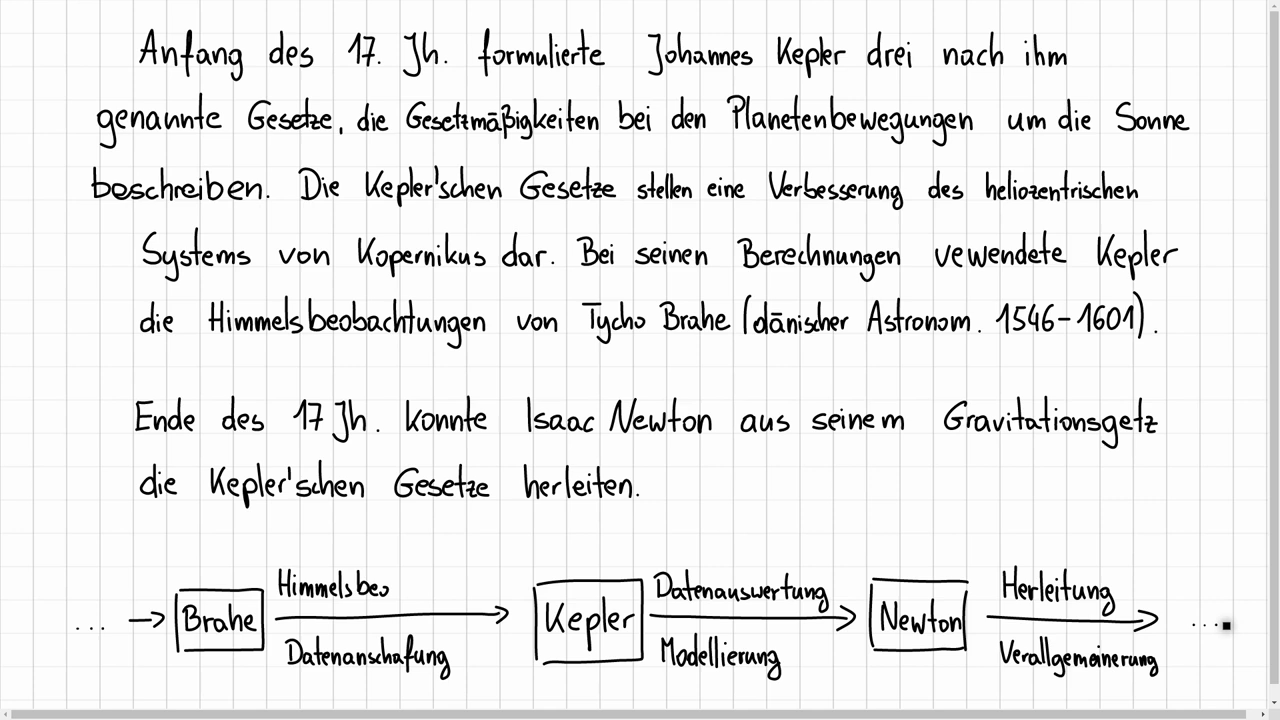 Anfang des 17. Jh. formulierte Johannes Kepler drei nach ihm
genannte Gesetze, die Gesetzmäßigkeiten bei den Planetenbewegungen um die Sonne
beschreiben. Die Kepler'schen Gesetze stellen eine Verbesserung des heliozentrischen
Systems von Kopernikus dar. Bei seinen Berechnungen vewendete Kepler
die Himmelsbeobachtungen von Tycho Brahe (dänischer Astronom. 1546-1601).
Ende des 17 Jh. konnte Isaac Newton aus seinem Gravitationsgetz
die Kepler'schen Gesetze herleiten.
Himmelsbeo Datenauswertung Herleitung
... → Brahe → Kepler → Newton → ...
Datenanschafung Modellierung Verallgemeinerung